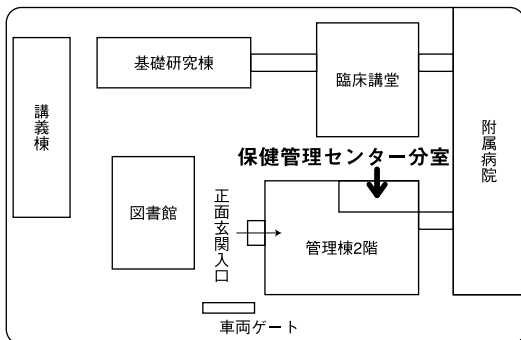 基礎研究棟
臨床講堂
講義棟
附属病院
保健管理センター分室
図書館
正面玄関入口
管理棟2階
車両ゲート